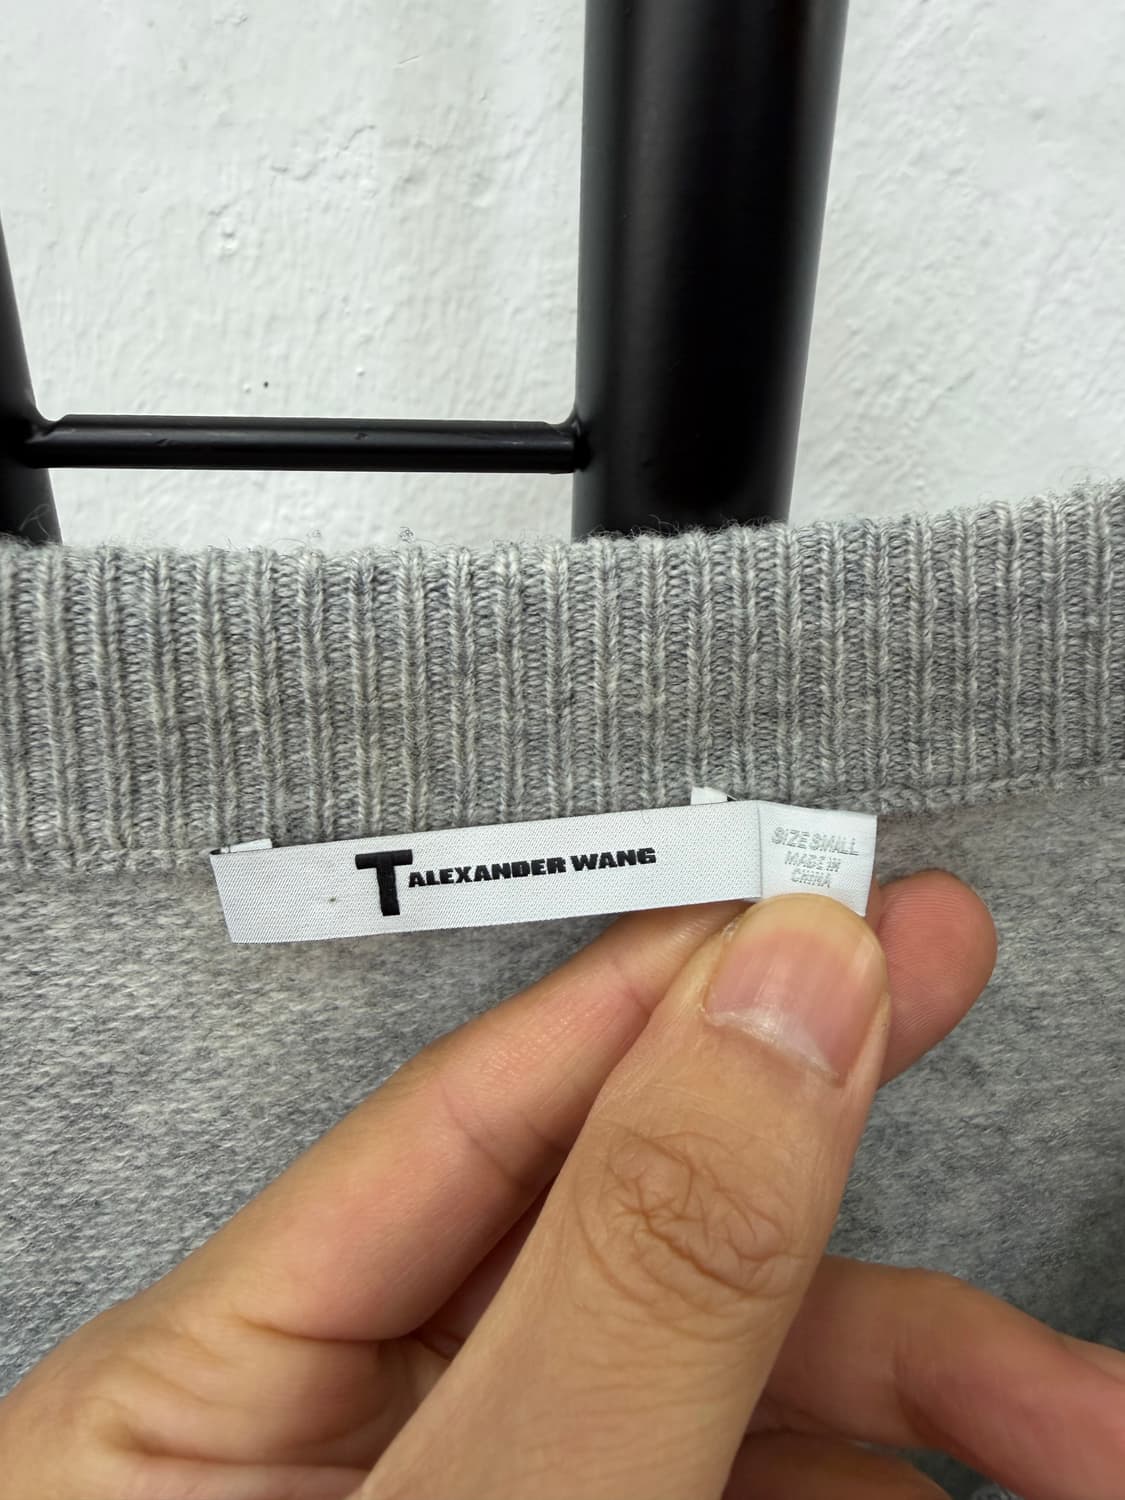 T ALEXANDER WANG
SIZE SMALL
MADE IN
CHINA